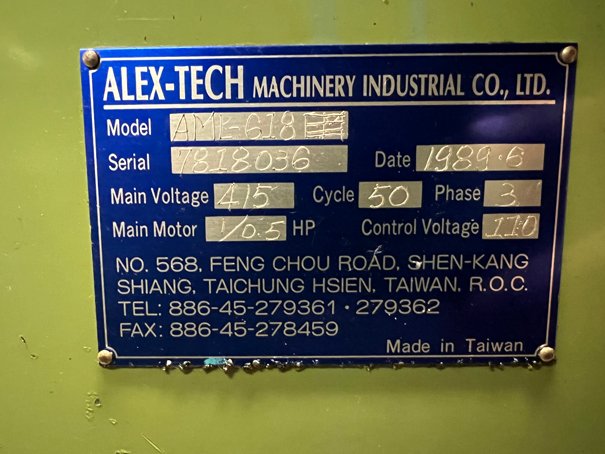 ALEX-TECH MACHINERY INDUSTRIAL CO., LTD.
Model AML-618
Serial 7818036 Date 1989.6
Main Voltage 415 Cycle 50 Phase 3
Main Motor 1/0.5 HP Control Voltage 110
NO. 568, FENG CHOU ROAD, SHEN-KANG
SHIANG, TAICHUNG HSIEN, TAIWAN, R.O.C.
TEL: 886-45-279361 · 279362
FAX: 886-45-278459
Made in Taiwan